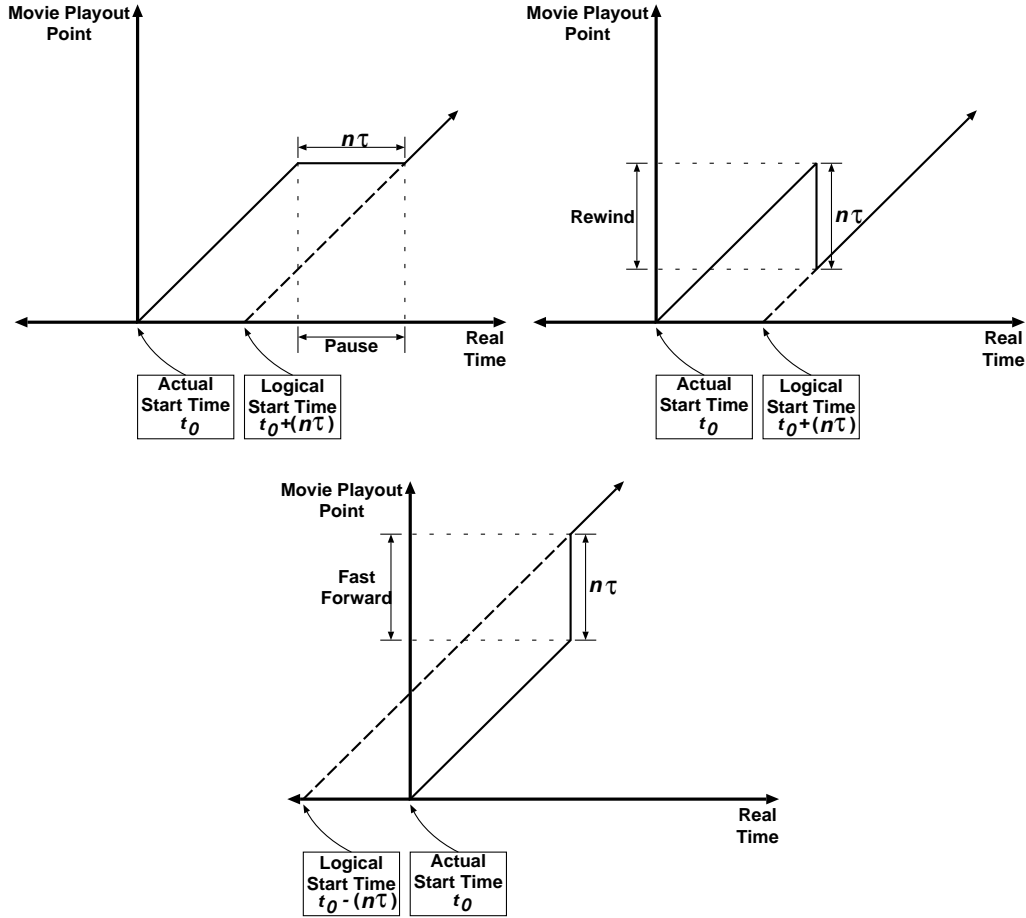 Movie Playout
Point
nτ
Pause
Real
Time
Actual
Start Time
t0
Logical
Start Time
t0+(nτ)
Movie Playout
Point
Rewind
nτ
Real
Time
Actual
Start Time
t0
Logical
Start Time
t0+(nτ)
Movie Playout
Point
Fast
Forward
nτ
Real
Time
Logical
Start Time
t0-(nτ)
Actual
Start Time
t0